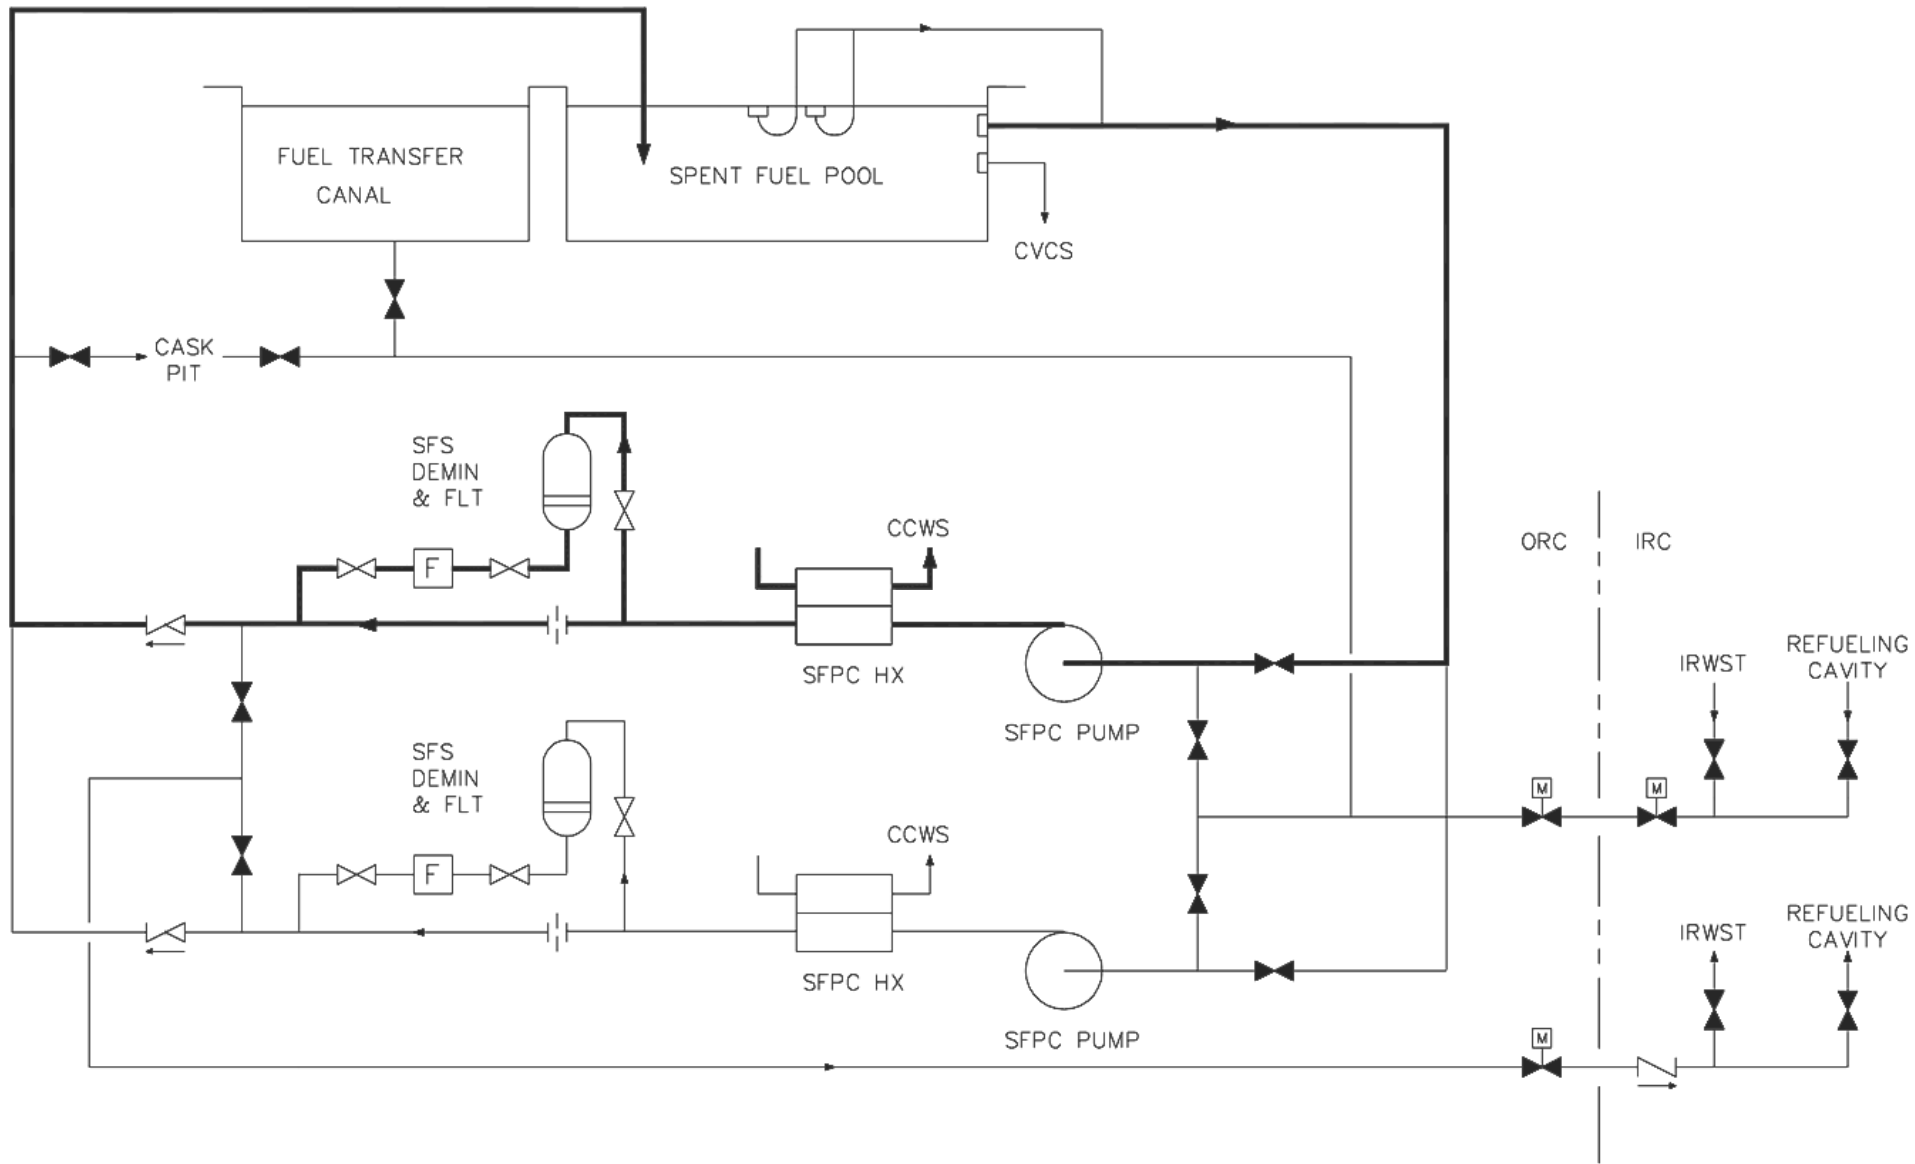 FUEL TRANSFER
CANAL
SPENT FUEL POOL
CVCS
CASK
PIT
SFS
DEMIN
& FLT
F
CCWS
SFPC HX
SFPC PUMP
ORC
IRC
IRWST
REFUELING
CAVITY
M
M
SFS
DEMIN
& FLT
F
CCWS
SFPC HX
SFPC PUMP
IRWST
REFUELING
CAVITY
M